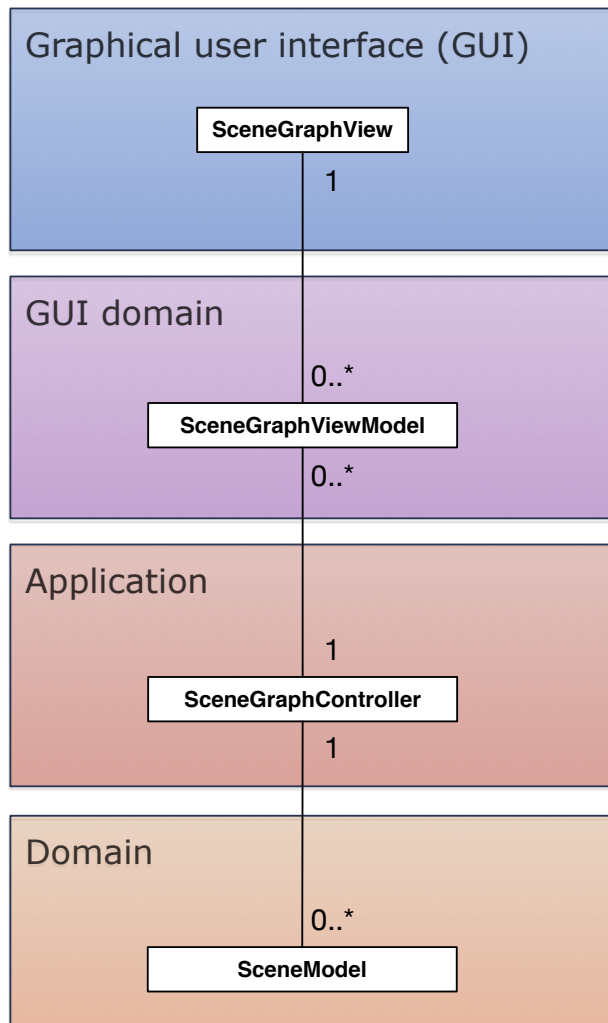 Graphical user interface (GUI)
SceneGraphView
1
GUI domain
0..*
SceneGraphViewModel
0..*
Application
1
SceneGraphController
1
Domain
0..*
SceneModel